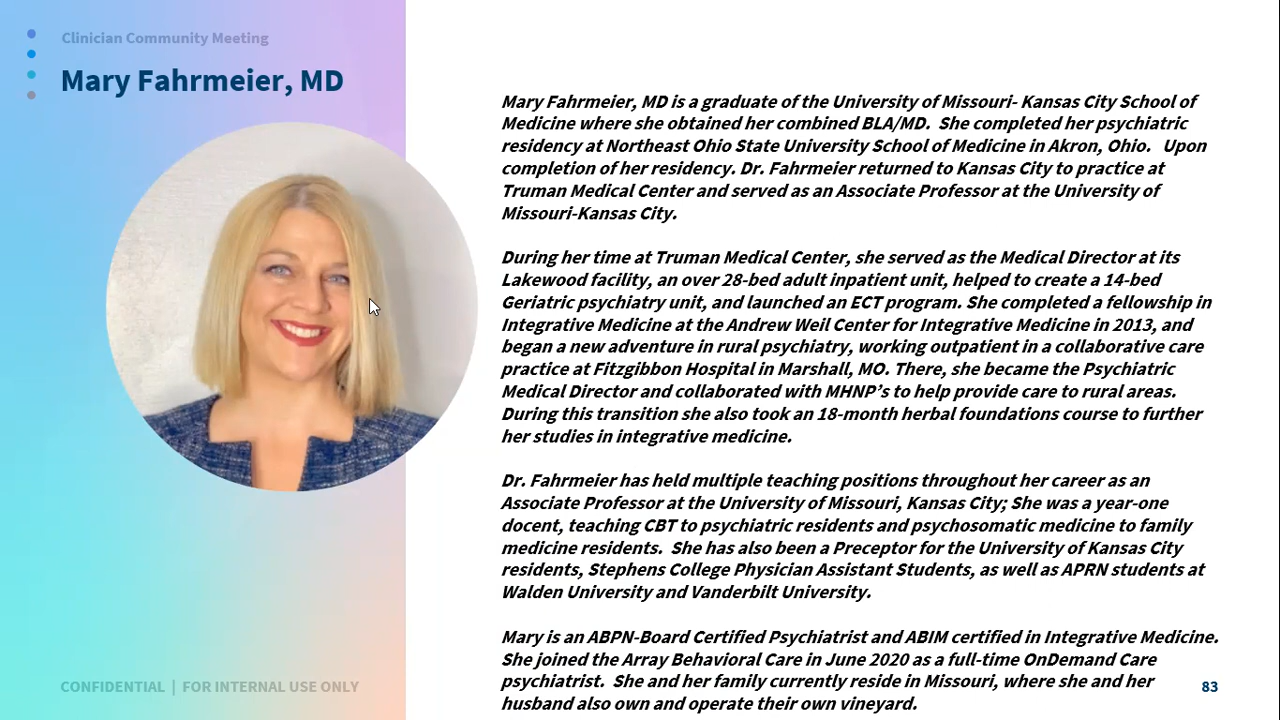 Clinician Community Meeting
Mary Fahrmeier, MD
Mary Fahrmeier, MD is a graduate of the University of Missouri- Kansas City School of
Medicine where she obtained her combined BLA/MD.  She completed her psychiatric
residency at Northeast Ohio State University School of Medicine in Akron, Ohio.   Upon
completion of her residency. Dr. Fahrmeier returned to Kansas City to practice at
Truman Medical Center and served as an Associate Professor at the University of
Missouri-Kansas City.
During her time at Truman Medical Center, she served as the Medical Director at its
Lakewood facility, an over 28-bed adult inpatient unit, helped to create a 14-bed
Geriatric psychiatry unit, and launched an ECT program. She completed a fellowship in
Integrative Medicine at the Andrew Weil Center for Integrative Medicine in 2013, and
began a new adventure in rural psychiatry, working outpatient in a collaborative care
practice at Fitzgibbon Hospital in Marshall, MO. There, she became the Psychiatric
Medical Director and collaborated with MHNP’s to help provide care to rural areas.
During this transition she also took an 18-month herbal foundations course to further
her studies in integrative medicine.
Dr. Fahrmeier has held multiple teaching positions throughout her career as an
Associate Professor at the University of Missouri, Kansas City; She was a year-one
docent, teaching CBT to psychiatric residents and psychosomatic medicine to family
medicine residents.  She has also been a Preceptor for the University of Kansas City
residents, Stephens College Physician Assistant Students, as well as APRN students at
Walden University and Vanderbilt University.
Mary is an ABPN-Board Certified Psychiatrist and ABIM certified in Integrative Medicine.
She joined the Array Behavioral Care in June 2020 as a full-time OnDemand Care
psychiatrist.  She and her family currently reside in Missouri, where she and her
husband also own and operate their own vineyard.
CONFIDENTIAL | FOR INTERNAL USE ONLY
83